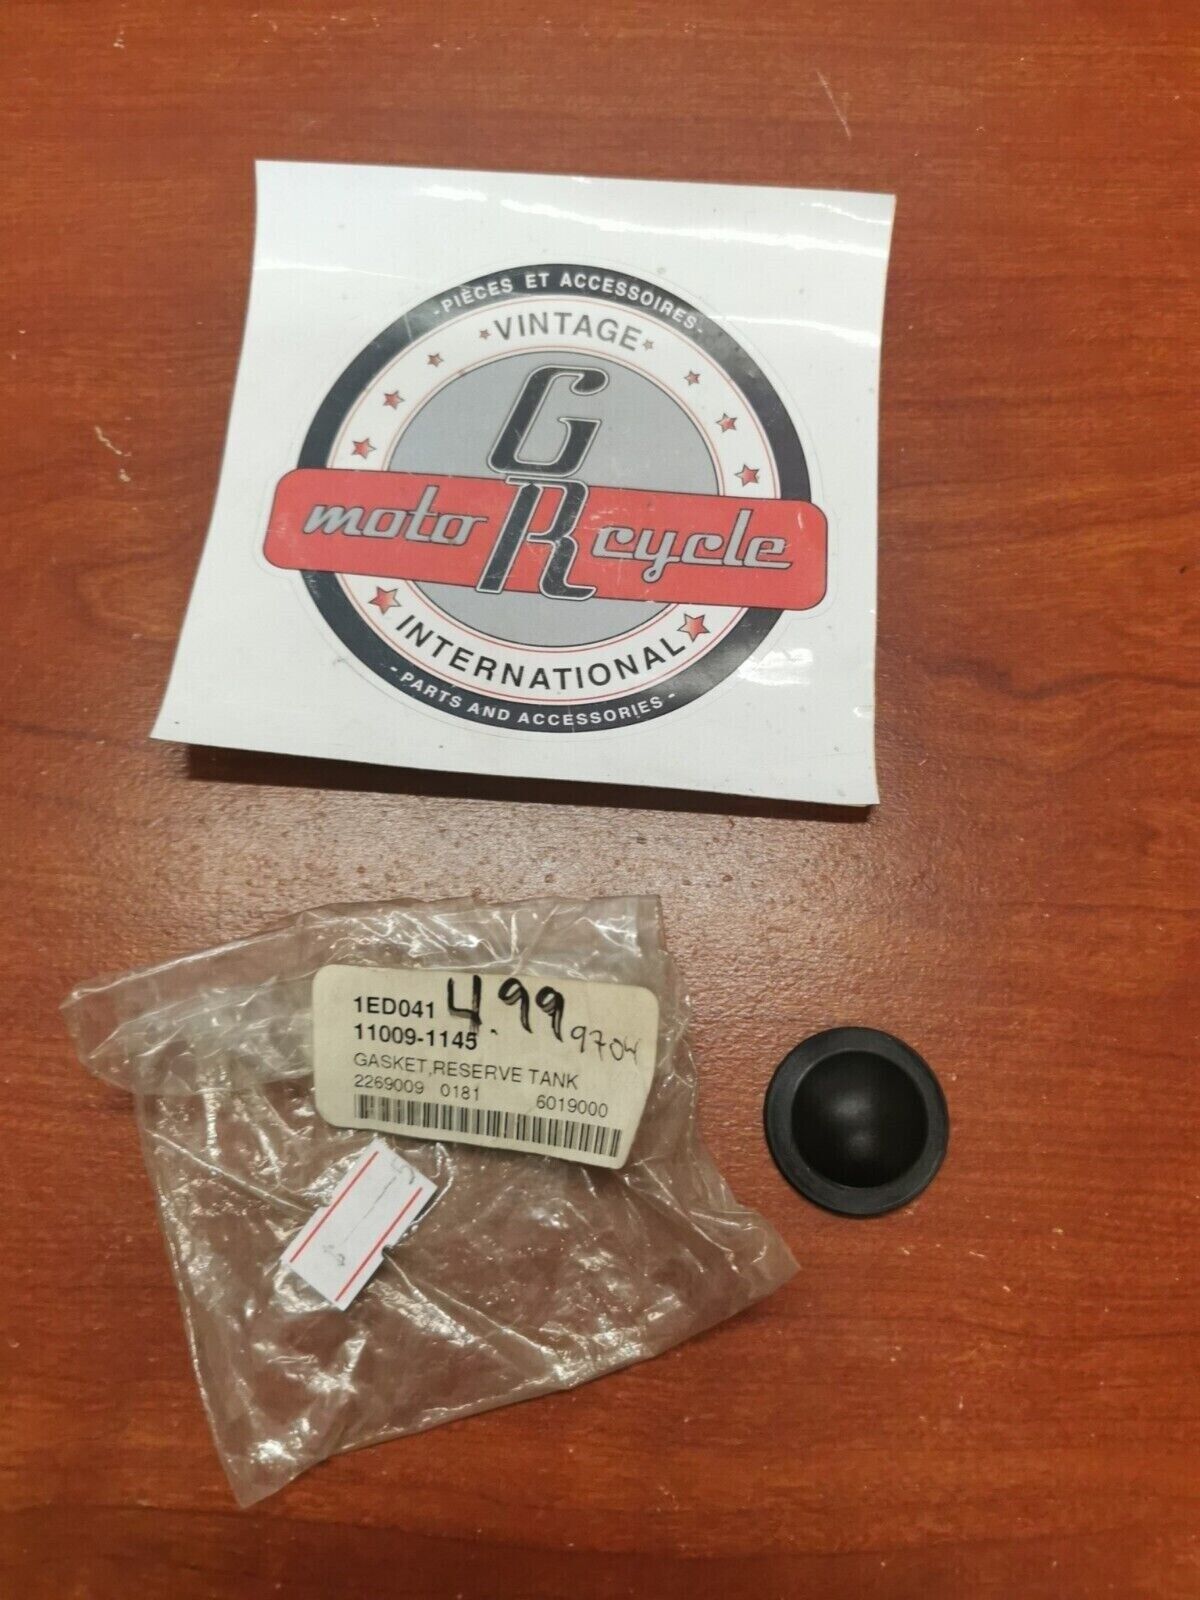 - PIÈCES ET ACCESSOIRES -
VINTAGE
GR
moto cycle
INTERNATIONAL
- PARTS AND ACCESSORIES -
1ED041 4.99
11009-1145 9704
GASKET,RESERVE TANK
2269009 0181 6019000